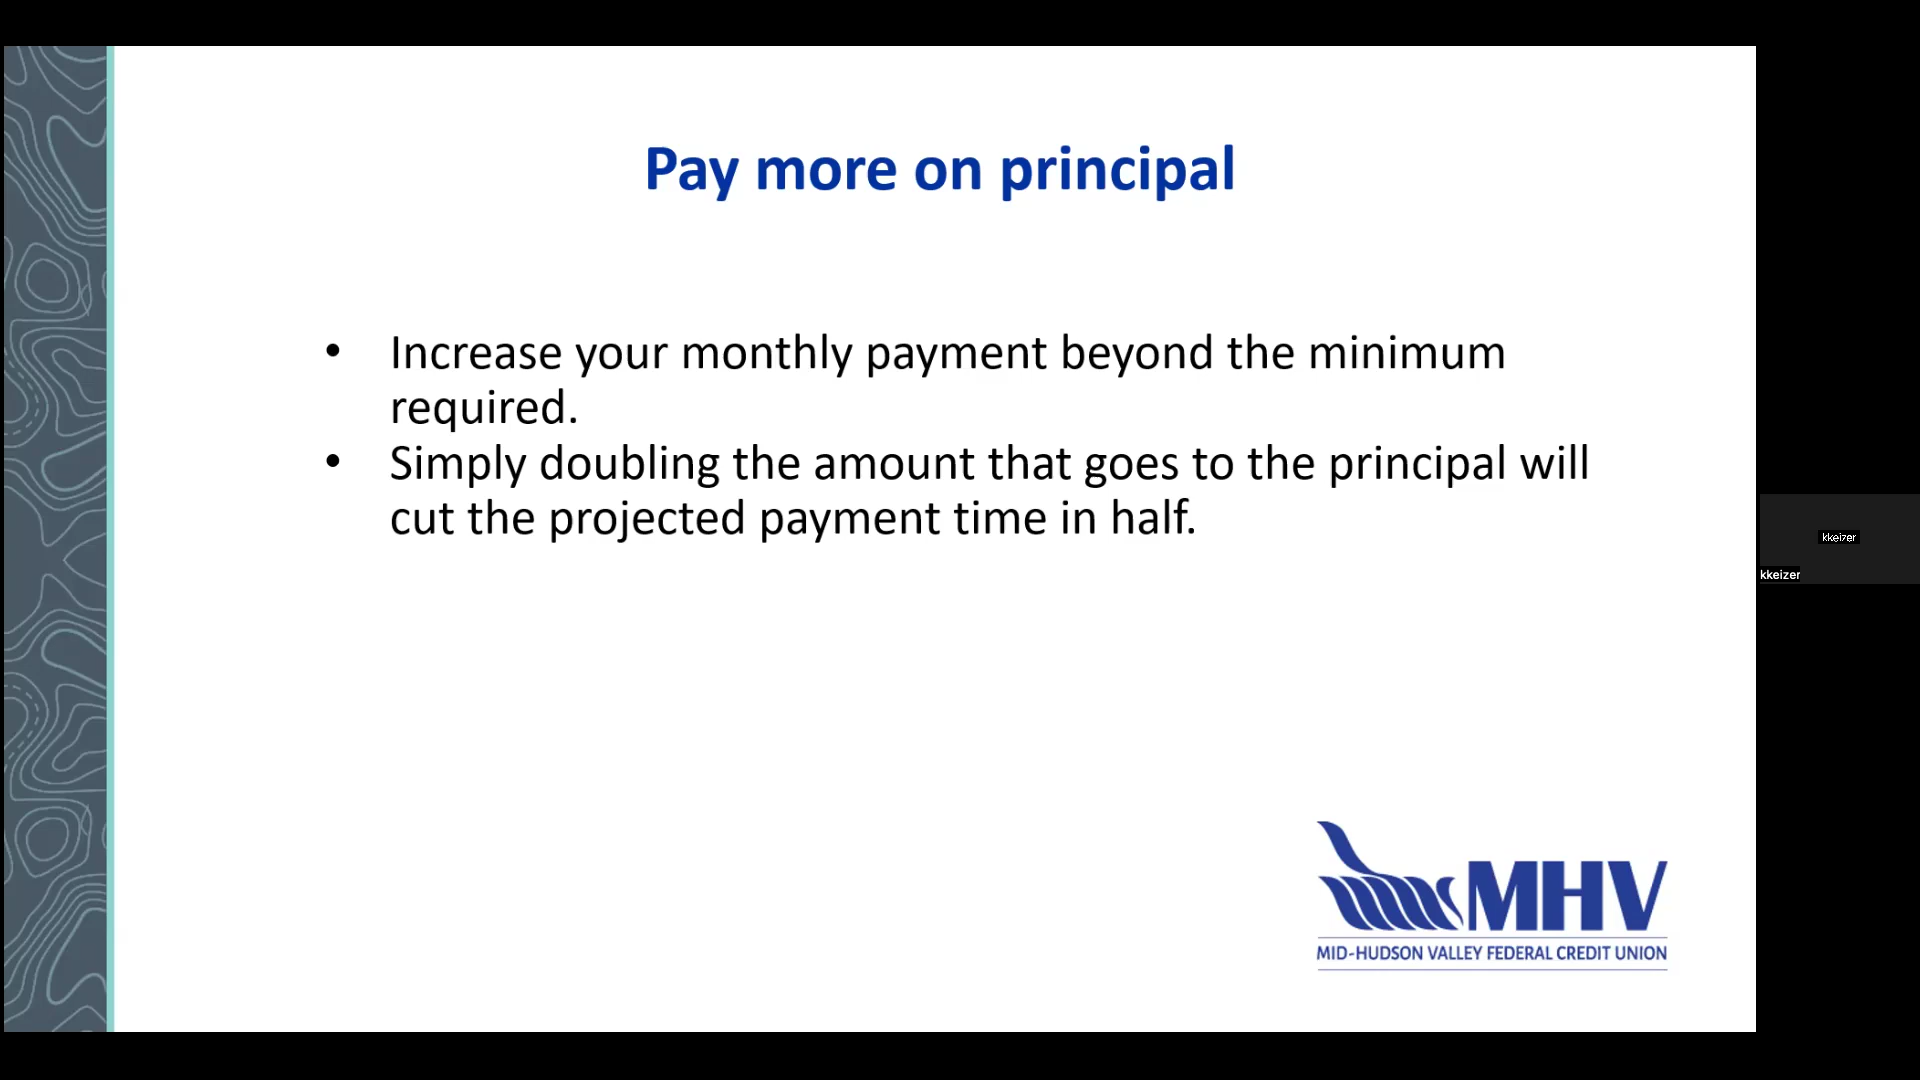 Pay more on principal
• Increase your monthly payment beyond the minimum
required.
• Simply doubling the amount that goes to the principal will
cut the projected payment time in half.
kkeizer
kkeizer
MHV
MID-HUDSON VALLEY FEDERAL CREDIT UNION